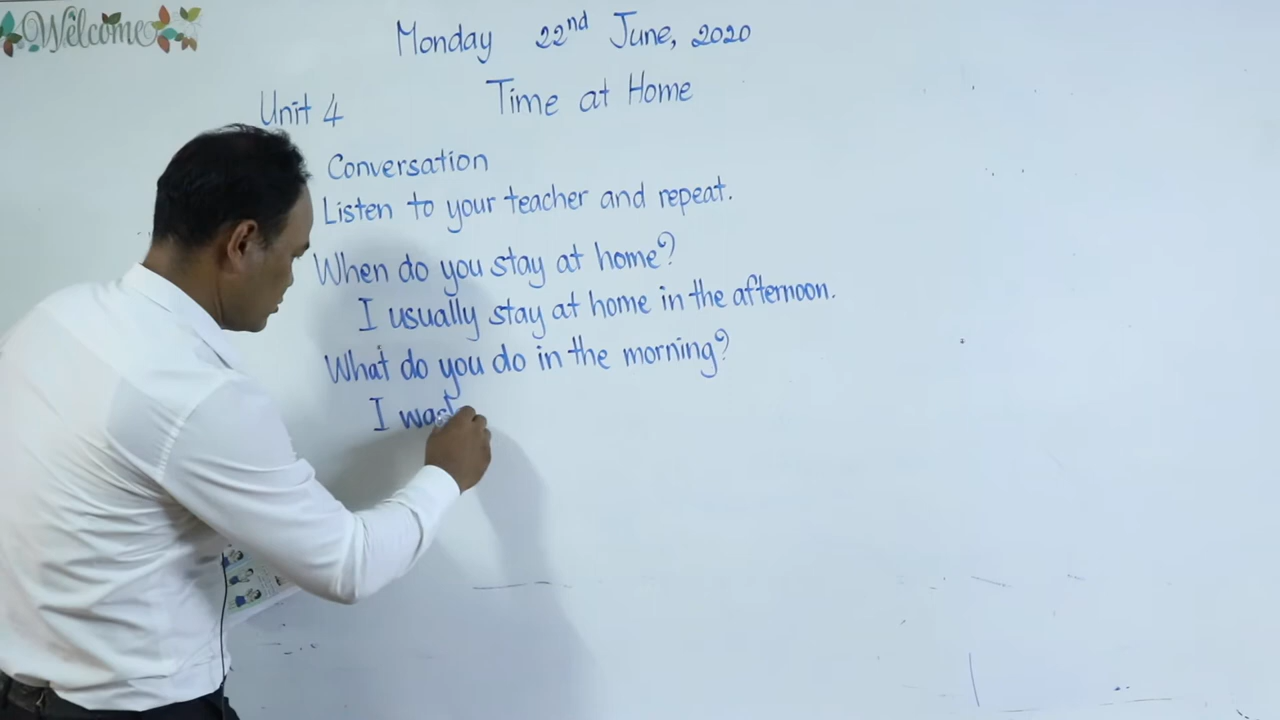 Welcome
Monday 22nd June, 2020
Unit 4 Time at Home
Conversation
Listen to your teacher and repeat.
When do you stay at home?
I usually stay at home in the afternoon.
What do you do in the morning?
I